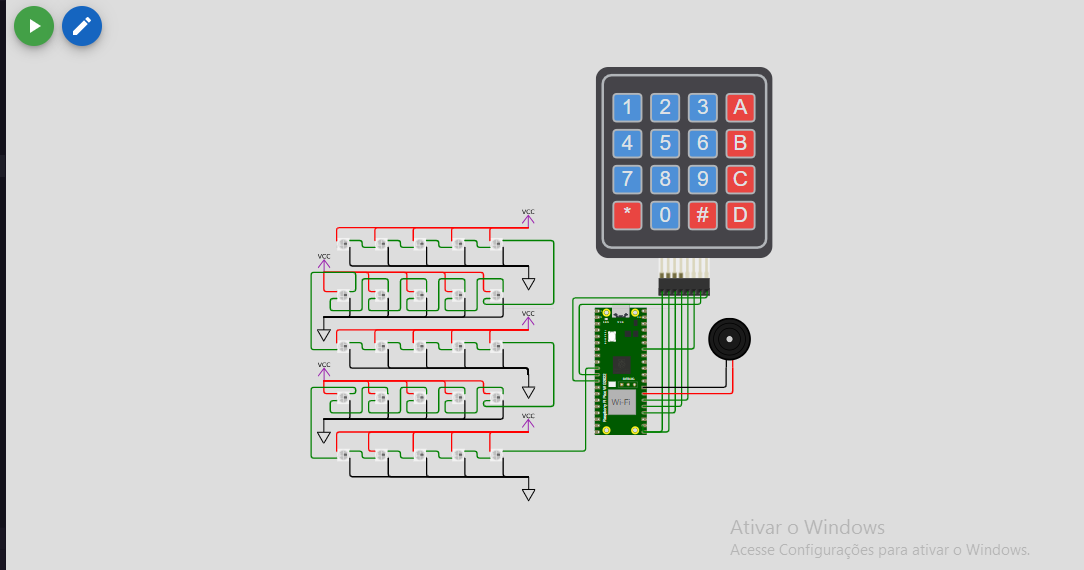 1 2 3 A
4 5 6 B
7 8 9 C
* 0 # D
VCC
VCC
VCC
VCC
VCC
Wi-Fi
Ativar o Windows
Acesse Configurações para ativar o Windows.